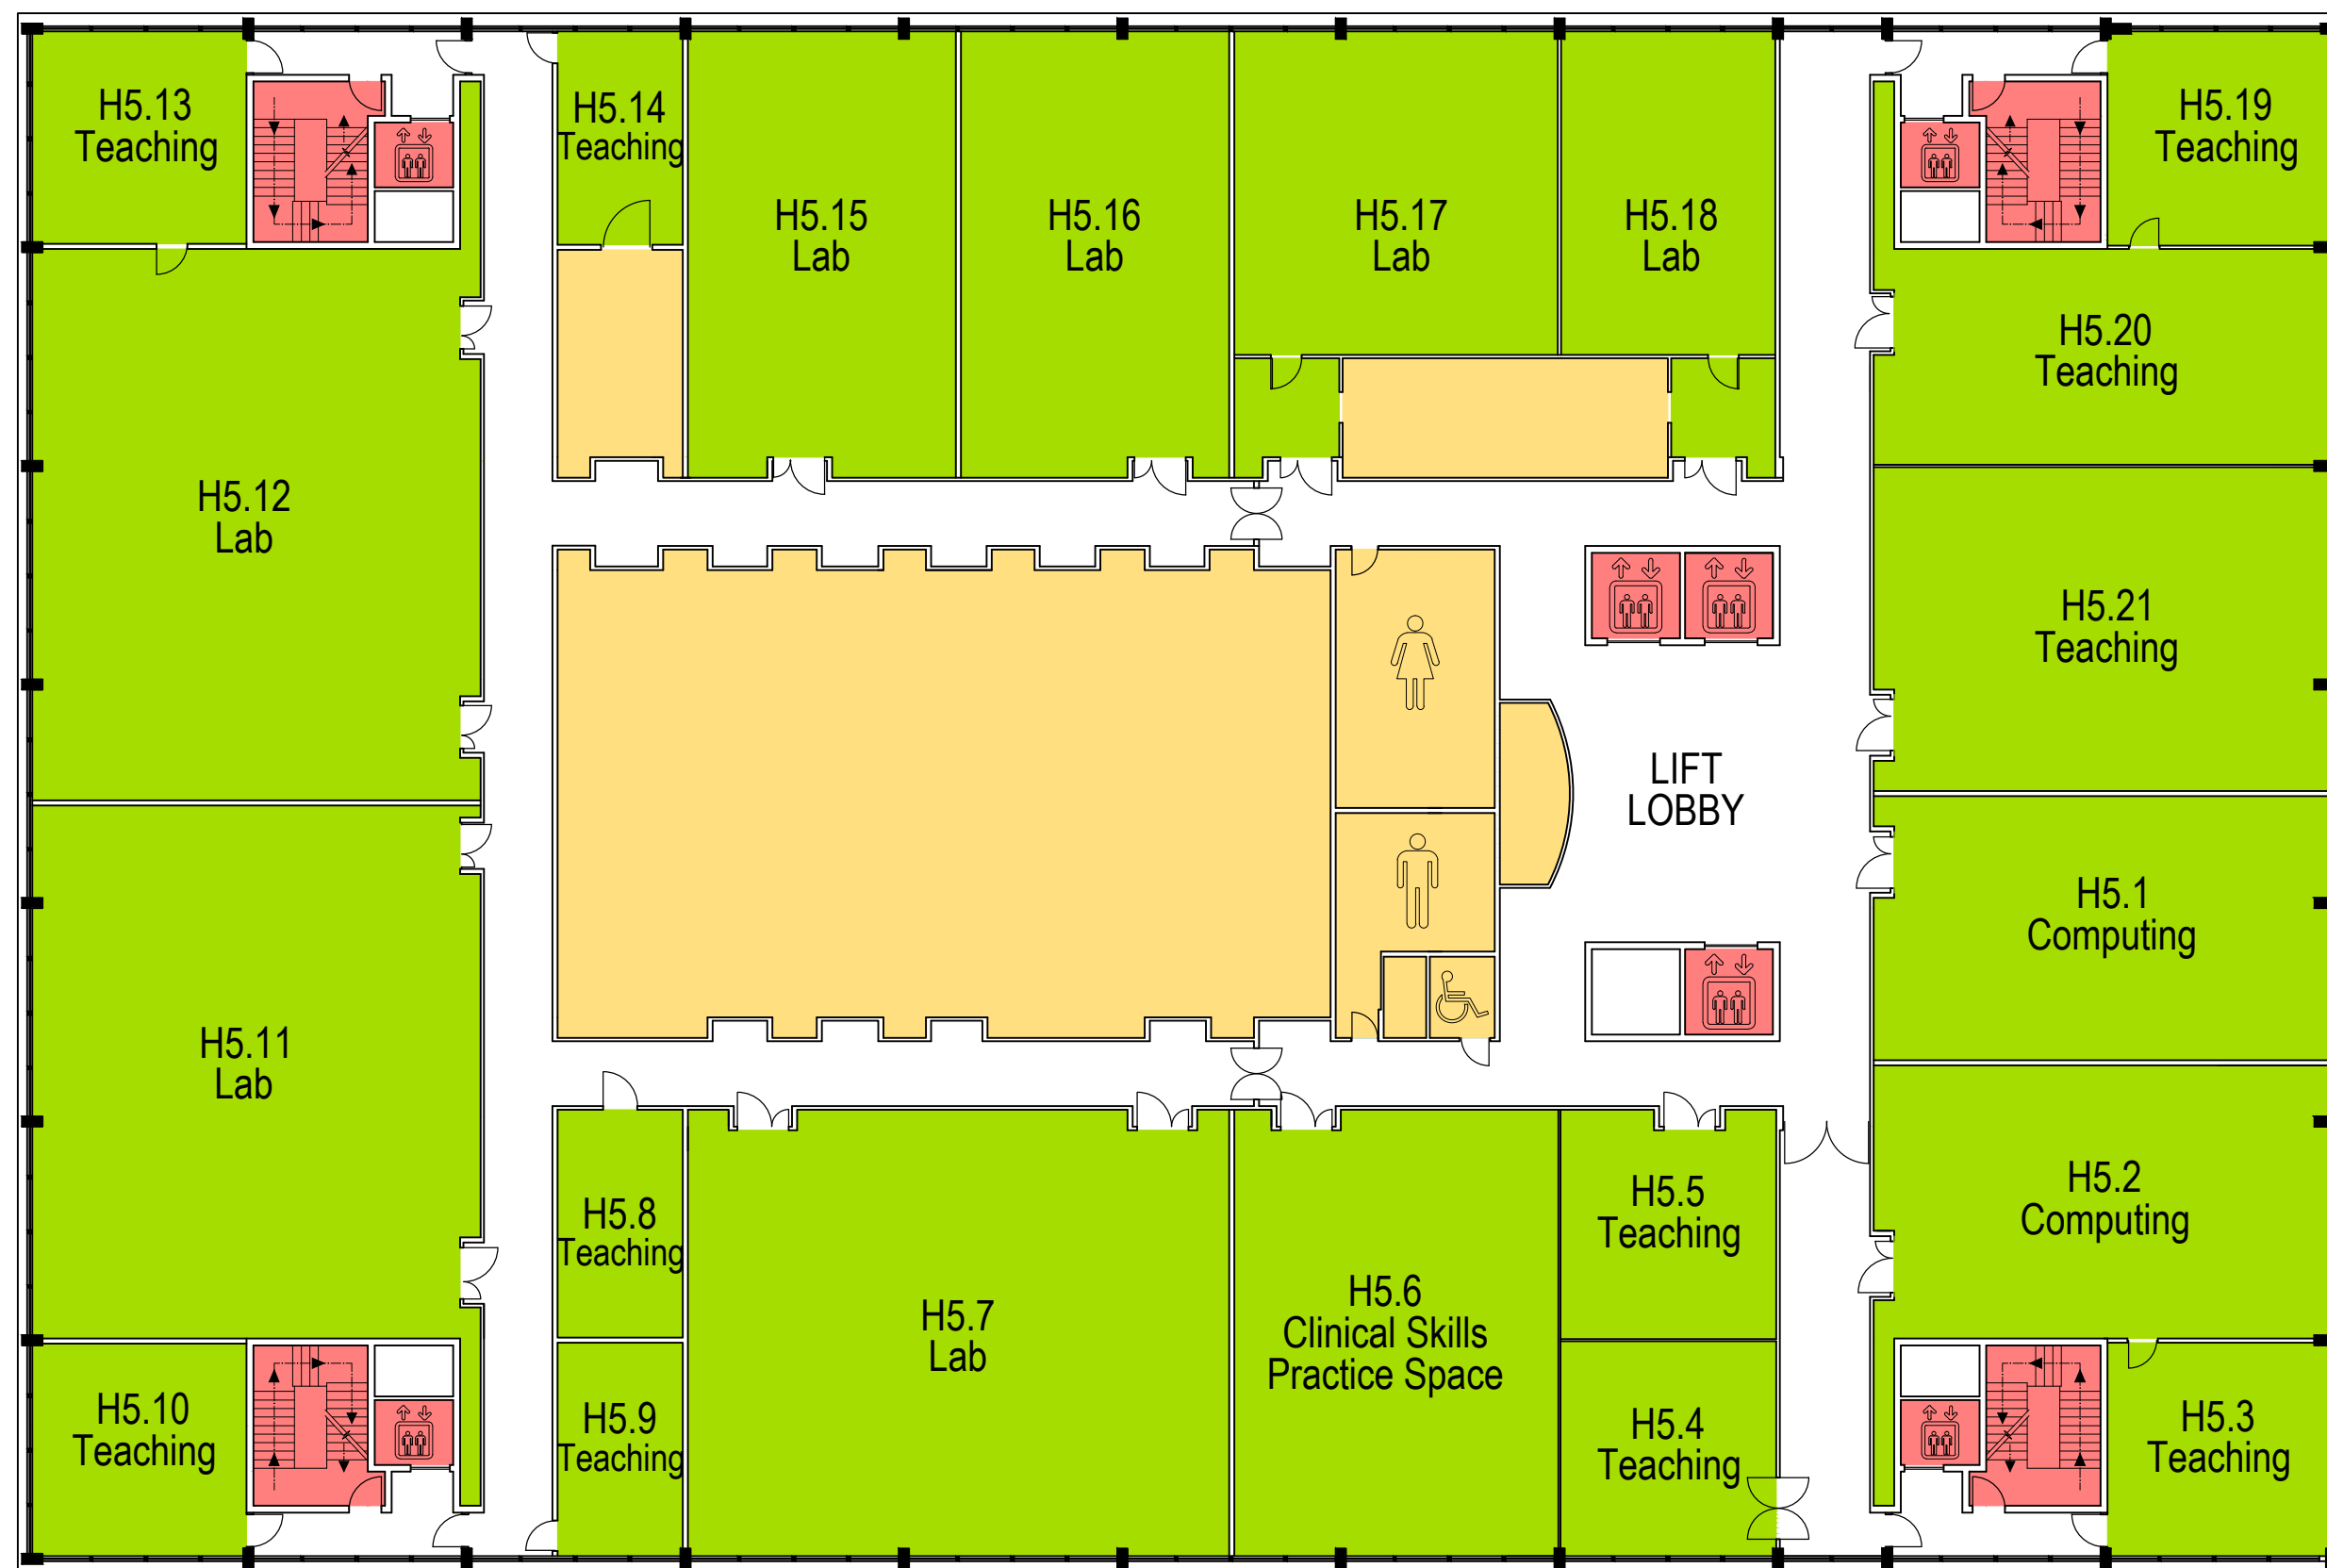 H5.13
Teaching
H5.14
Teaching
H5.15
Lab
H5.16
Lab
H5.17
Lab
H5.18
Lab
H5.19
Teaching
H5.20
Teaching
H5.12
Lab
H5.21
Teaching
LIFT
LOBBY
H5.1
Computing
H5.11
Lab
H5.2
Computing
H5.8
Teaching
H5.7
Lab
H5.6
Clinical Skills
Practice Space
H5.5
Teaching
H5.10
Teaching
H5.9
Teaching
H5.4
Teaching
H5.3
Teaching